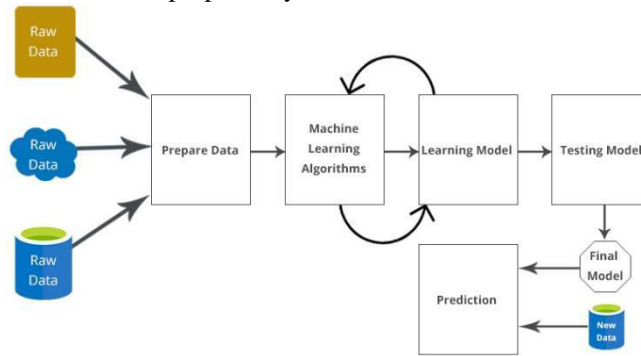 Raw
Data
Raw
Data
Raw
Data
Prepare Data
Machine
Learning
Algorithms
Learning Model
Testing Model
Final
Model
Prediction
New
Data